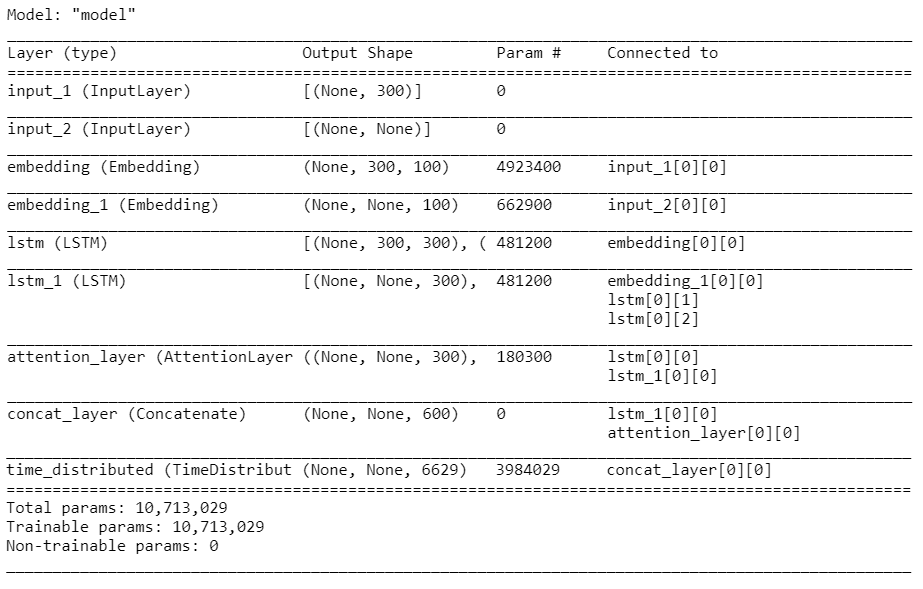 Model: "model"
Layer (type) Output Shape Param # Connected to
input_1 (InputLayer) [(None, 300)] 0
input_2 (InputLayer) [(None, None)] 0
embedding (Embedding) (None, 300, 100) 4923400 input_1[0][0]
embedding_1 (Embedding) (None, None, 100) 662900 input_2[0][0]
lstm (LSTM) [(None, 300, 300), ( 481200 embedding[0][0]
lstm_1 (LSTM) [(None, None, 300), 481200 embedding_1[0][0]
lstm[0][1]
lstm[0][2]
attention_layer (AttentionLayer ((None, None, 300), 180300 lstm[0][0]
lstm_1[0][0]
concat_layer (Concatenate) (None, None, 600) 0 lstm_1[0][0]
attention_layer[0][0]
time_distributed (TimeDistribut (None, None, 6629) 3984029 concat_layer[0][0]
Total params: 10,713,029
Trainable params: 10,713,029
Non-trainable params: 0